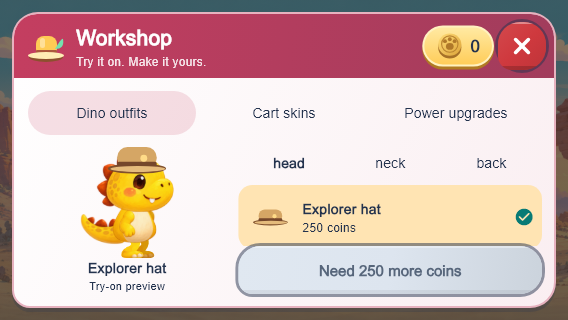 Workshop
Try it on. Make it yours.
0
Dino outfits
Cart skins
Power upgrades
head
neck
back
Explorer hat
250 coins
Explorer hat
Try-on preview
Need 250 more coins